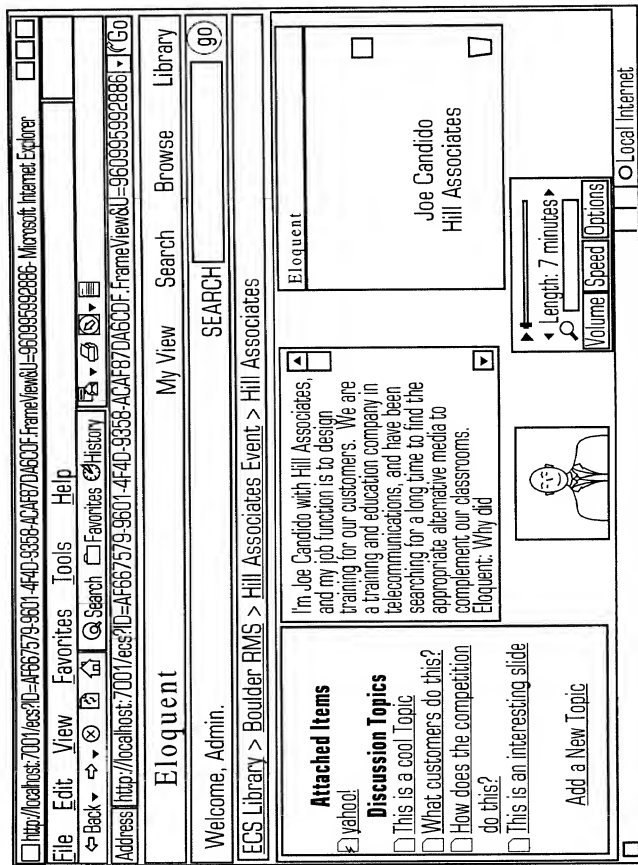 http://localhost:7001/ecs?ID=AF667579-9601-4F4D-9358-ACAF87DA6CDF.FrameView&U=960995992886- Microsoft Internet Explorer
File Edit View Favorites Tools Help
Back Search Favorites History
Address http://localhost:7001/ecs?ID=AF667579-9601-4F4D-9358-ACAF87DA6CDF.FrameView&U=960995992886 Go
Eloquent My View Search Browse Library
Welcome, Admin. SEARCH go
ECS Library > Boulder RMS > Hill Associates Event > Hill Associates
Attached Items
yahoo!
Discussion Topics
This is a cool Topic
What customers do this?
How does the competition
do this?
This is an interesting slide
Add a New Topic
I'm Joe Candido with Hill Associates,
and my job function is to design
training for our customers. We are
a training and education company in
telecommunications, and have been
searching for a long time to find the
appropriate alternative media to
complement our classrooms.
Eloquent: Why did
Eloquent
Joe Candido
Hill Associates
Length: 7 minutes
Volume Speed Options
Local Internet